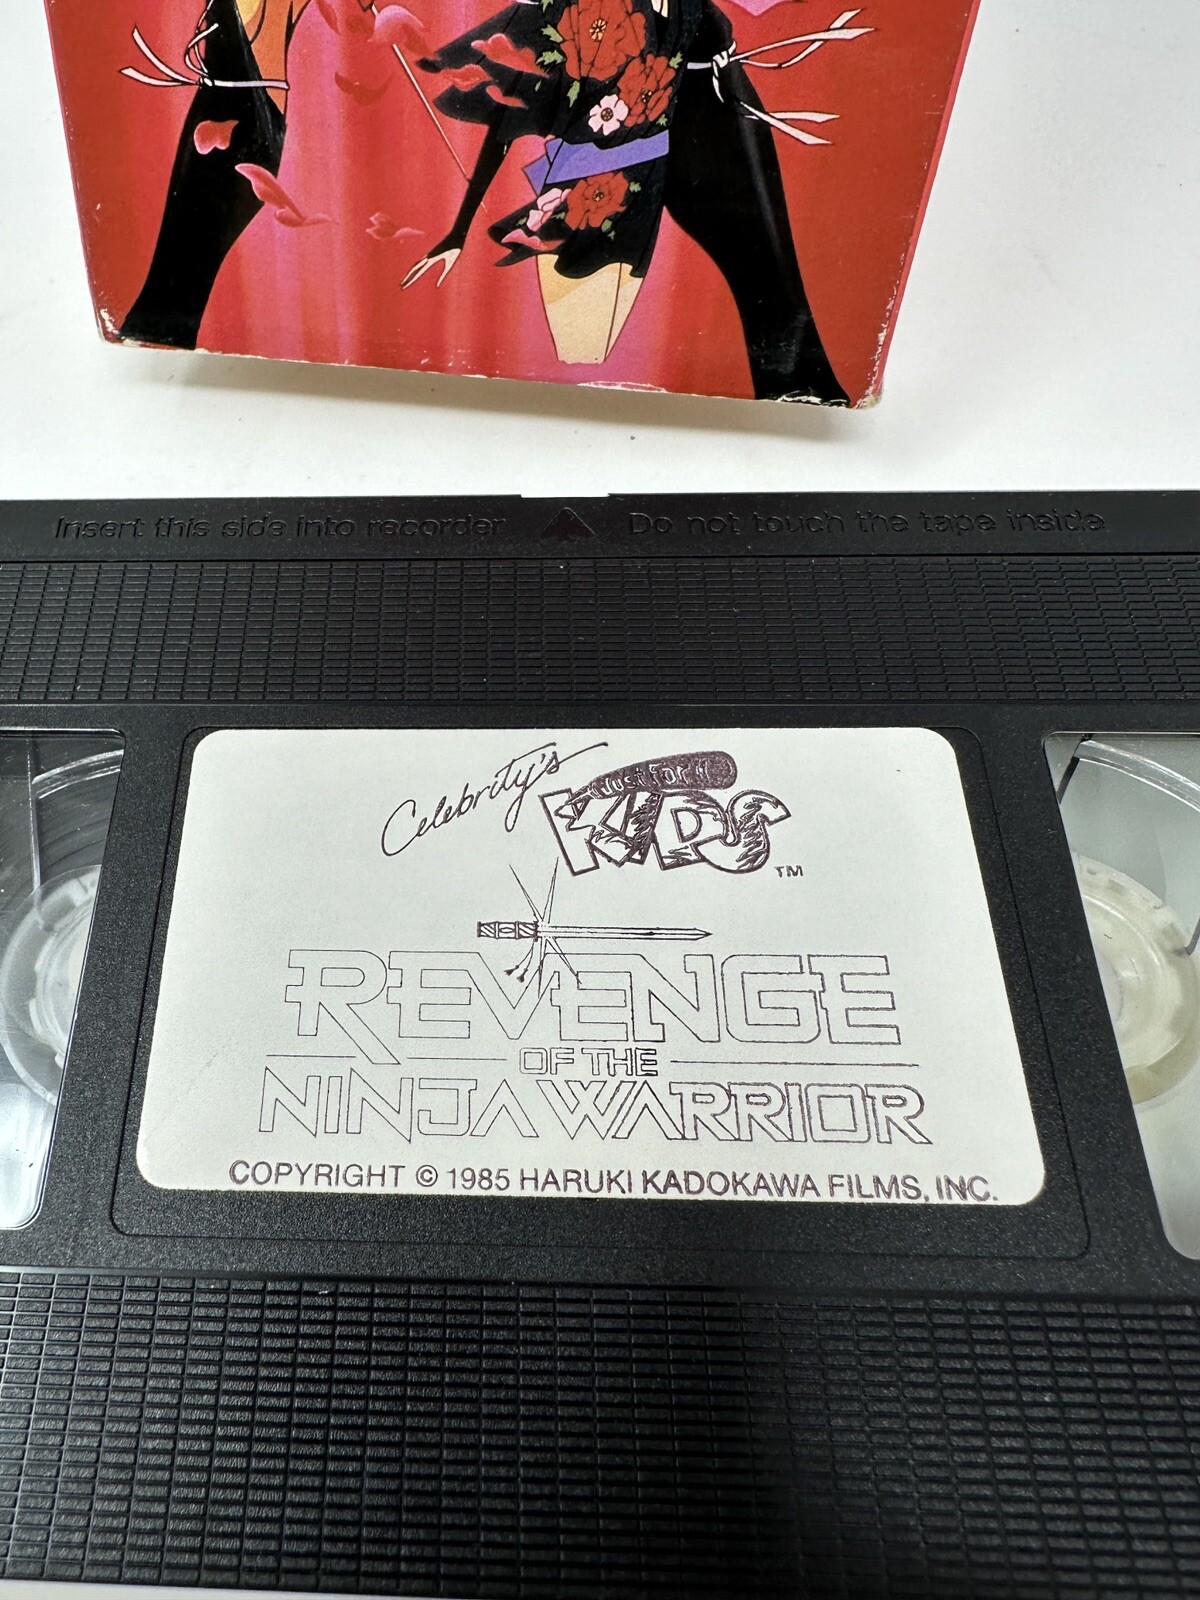 Insert this side into recorder Do not touch the tape inside
Celebrity's
Just for
KIDS
TM
REVENGE
OF THE
NINJA WARRIOR
COPYRIGHT © 1985 HARUKI KADOKAWA FILMS, INC.